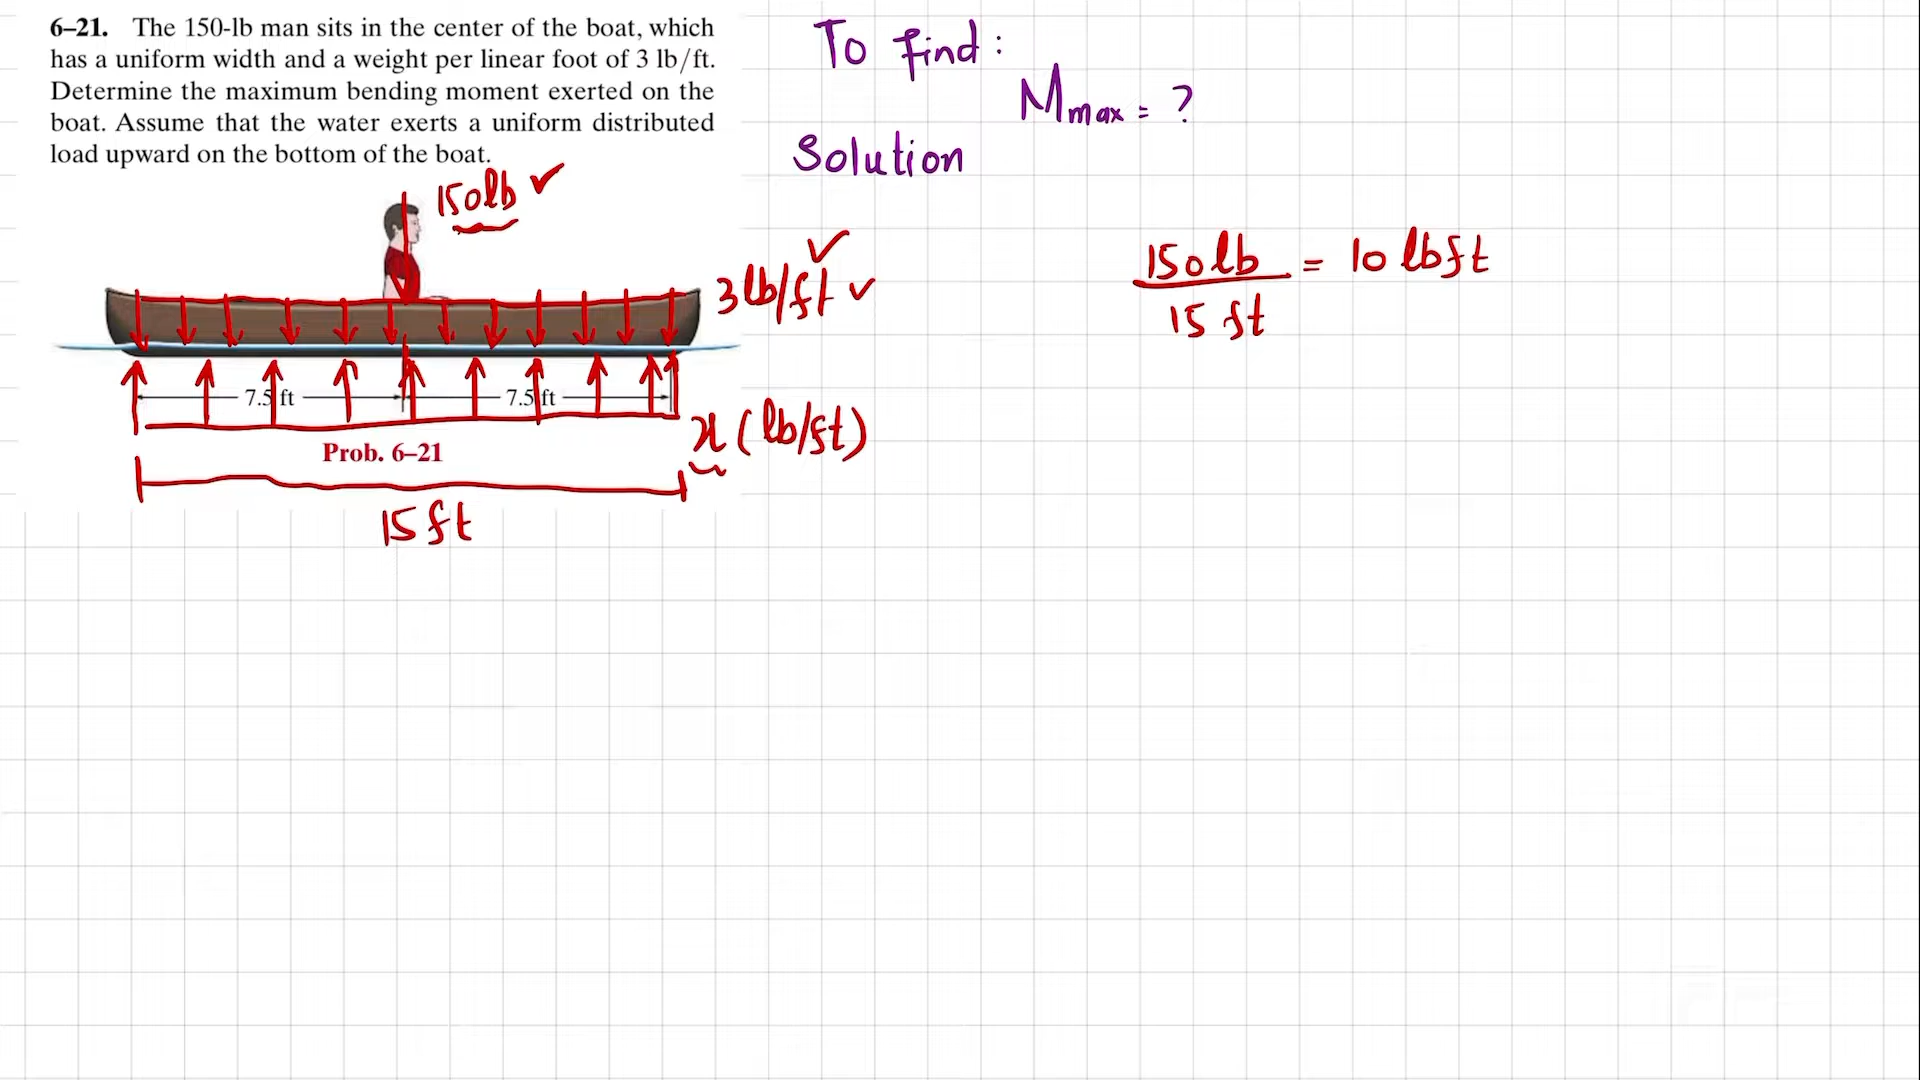 6–21. The 150-lb man sits in the center of the boat, which
has a uniform width and a weight per linear foot of 3 lb/ft.
Determine the maximum bending moment exerted on the
boat. Assume that the water exerts a uniform distributed
load upward on the bottom of the boat.
To find:
Mmax = ?
Solution
150lb ✓
3lb/ft ✓
150lb / 15 ft = 10 lbft
7.5 ft
7.5 ft
x (lb/ft)
Prob. 6–21
15 ft